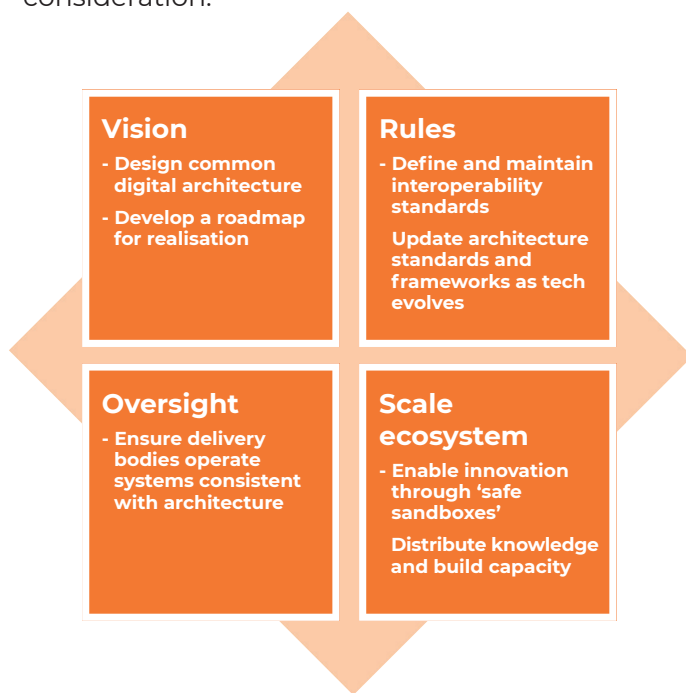 consideration.
Vision
- Design common
digital architecture
- Develop a roadmap
for realisation
Rules
- Define and maintain
interoperability
standards
Update architecture
standards and
frameworks as tech
evolves
Oversight
- Ensure delivery
bodies operate
systems consistent
with architecture
Scale
ecosystem
- Enable innovation
through ‘safe
sandboxes’
Distribute knowledge
and build capacity